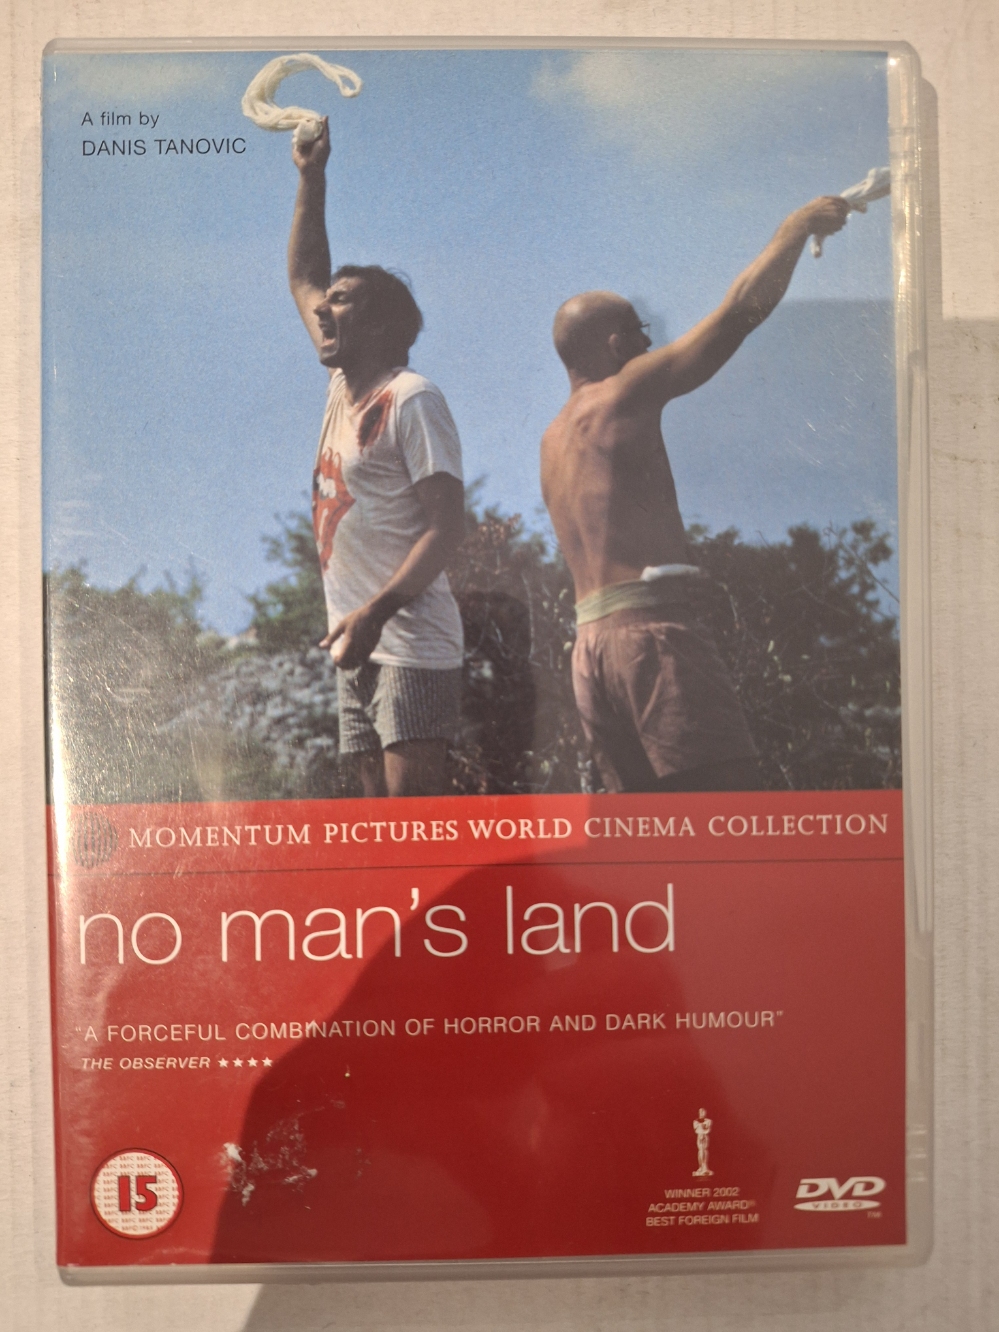 A film by
DANIS TANOVIC
MOMENTUM PICTURES WORLD CINEMA COLLECTION
no man's land
"A FORCEFUL COMBINATION OF HORROR AND DARK HUMOUR"
THE OBSERVER ★★★★
15
WINNER 2002
ACADEMY AWARD®
BEST FOREIGN FILM
DVD
VIDEO
TM